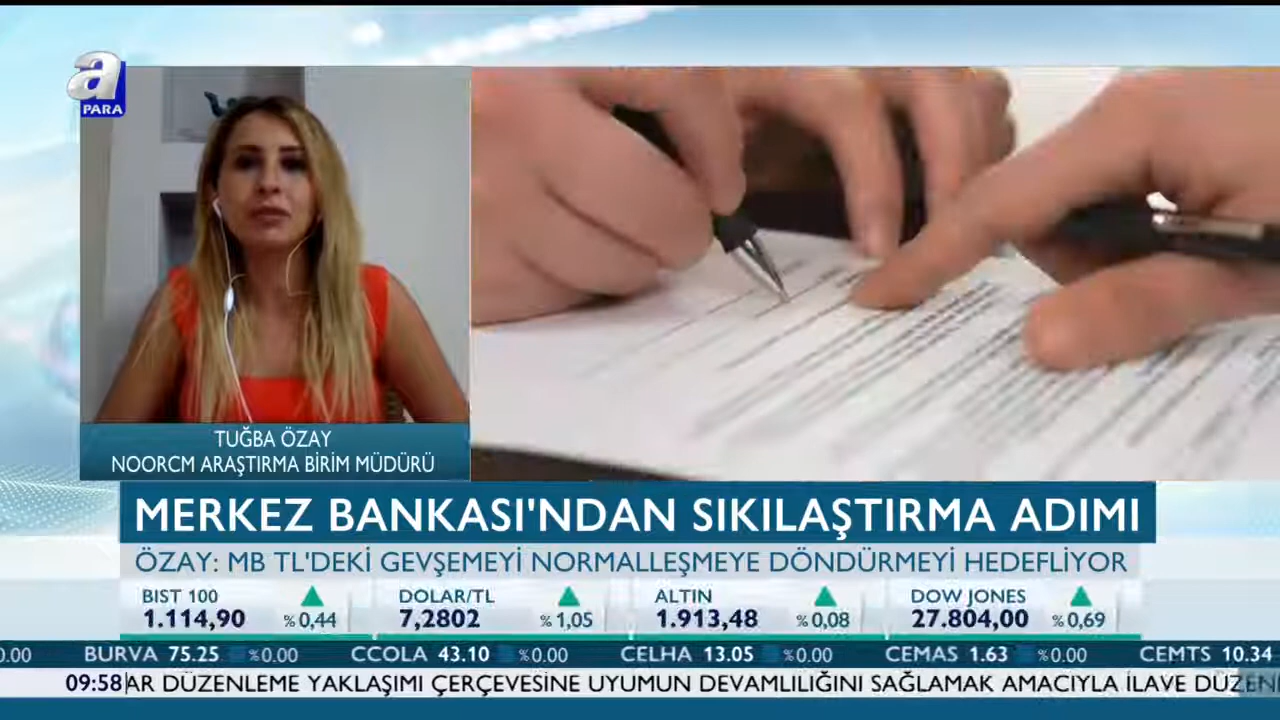 a
PARA
TUĞBA ÖZAY
NOORCM ARAŞTIRMA BİRİM MÜDÜRÜ
MERKEZ BANKASI'NDAN SIKILAŞTIRMA ADIMI
ÖZAY: MB TL'DEKİ GEVŞEMEYİ NORMALLEŞMEYE DÖNDÜRMEYİ HEDEFLİYOR
BIST 100 DOLAR/TL ALTIN DOW JONES
1.114,90 %0,44 7,2802 %1,05 1.913,48 %0,08 27.804,00 %0,69
0.00 BURVA 75.25 %0.00 CCOLA 43.10 %0.00 CELHA 13.05 %0.00 CEMAS 1.63 %0.00 CEMTS 10.34
09:58 AR DÜZENLEME YAKLAŞIMI ÇERÇEVESİNE UYUMUN DEVAMLILIĞINI SAĞLAMAK AMACIYLA İLAVE DÜZEN